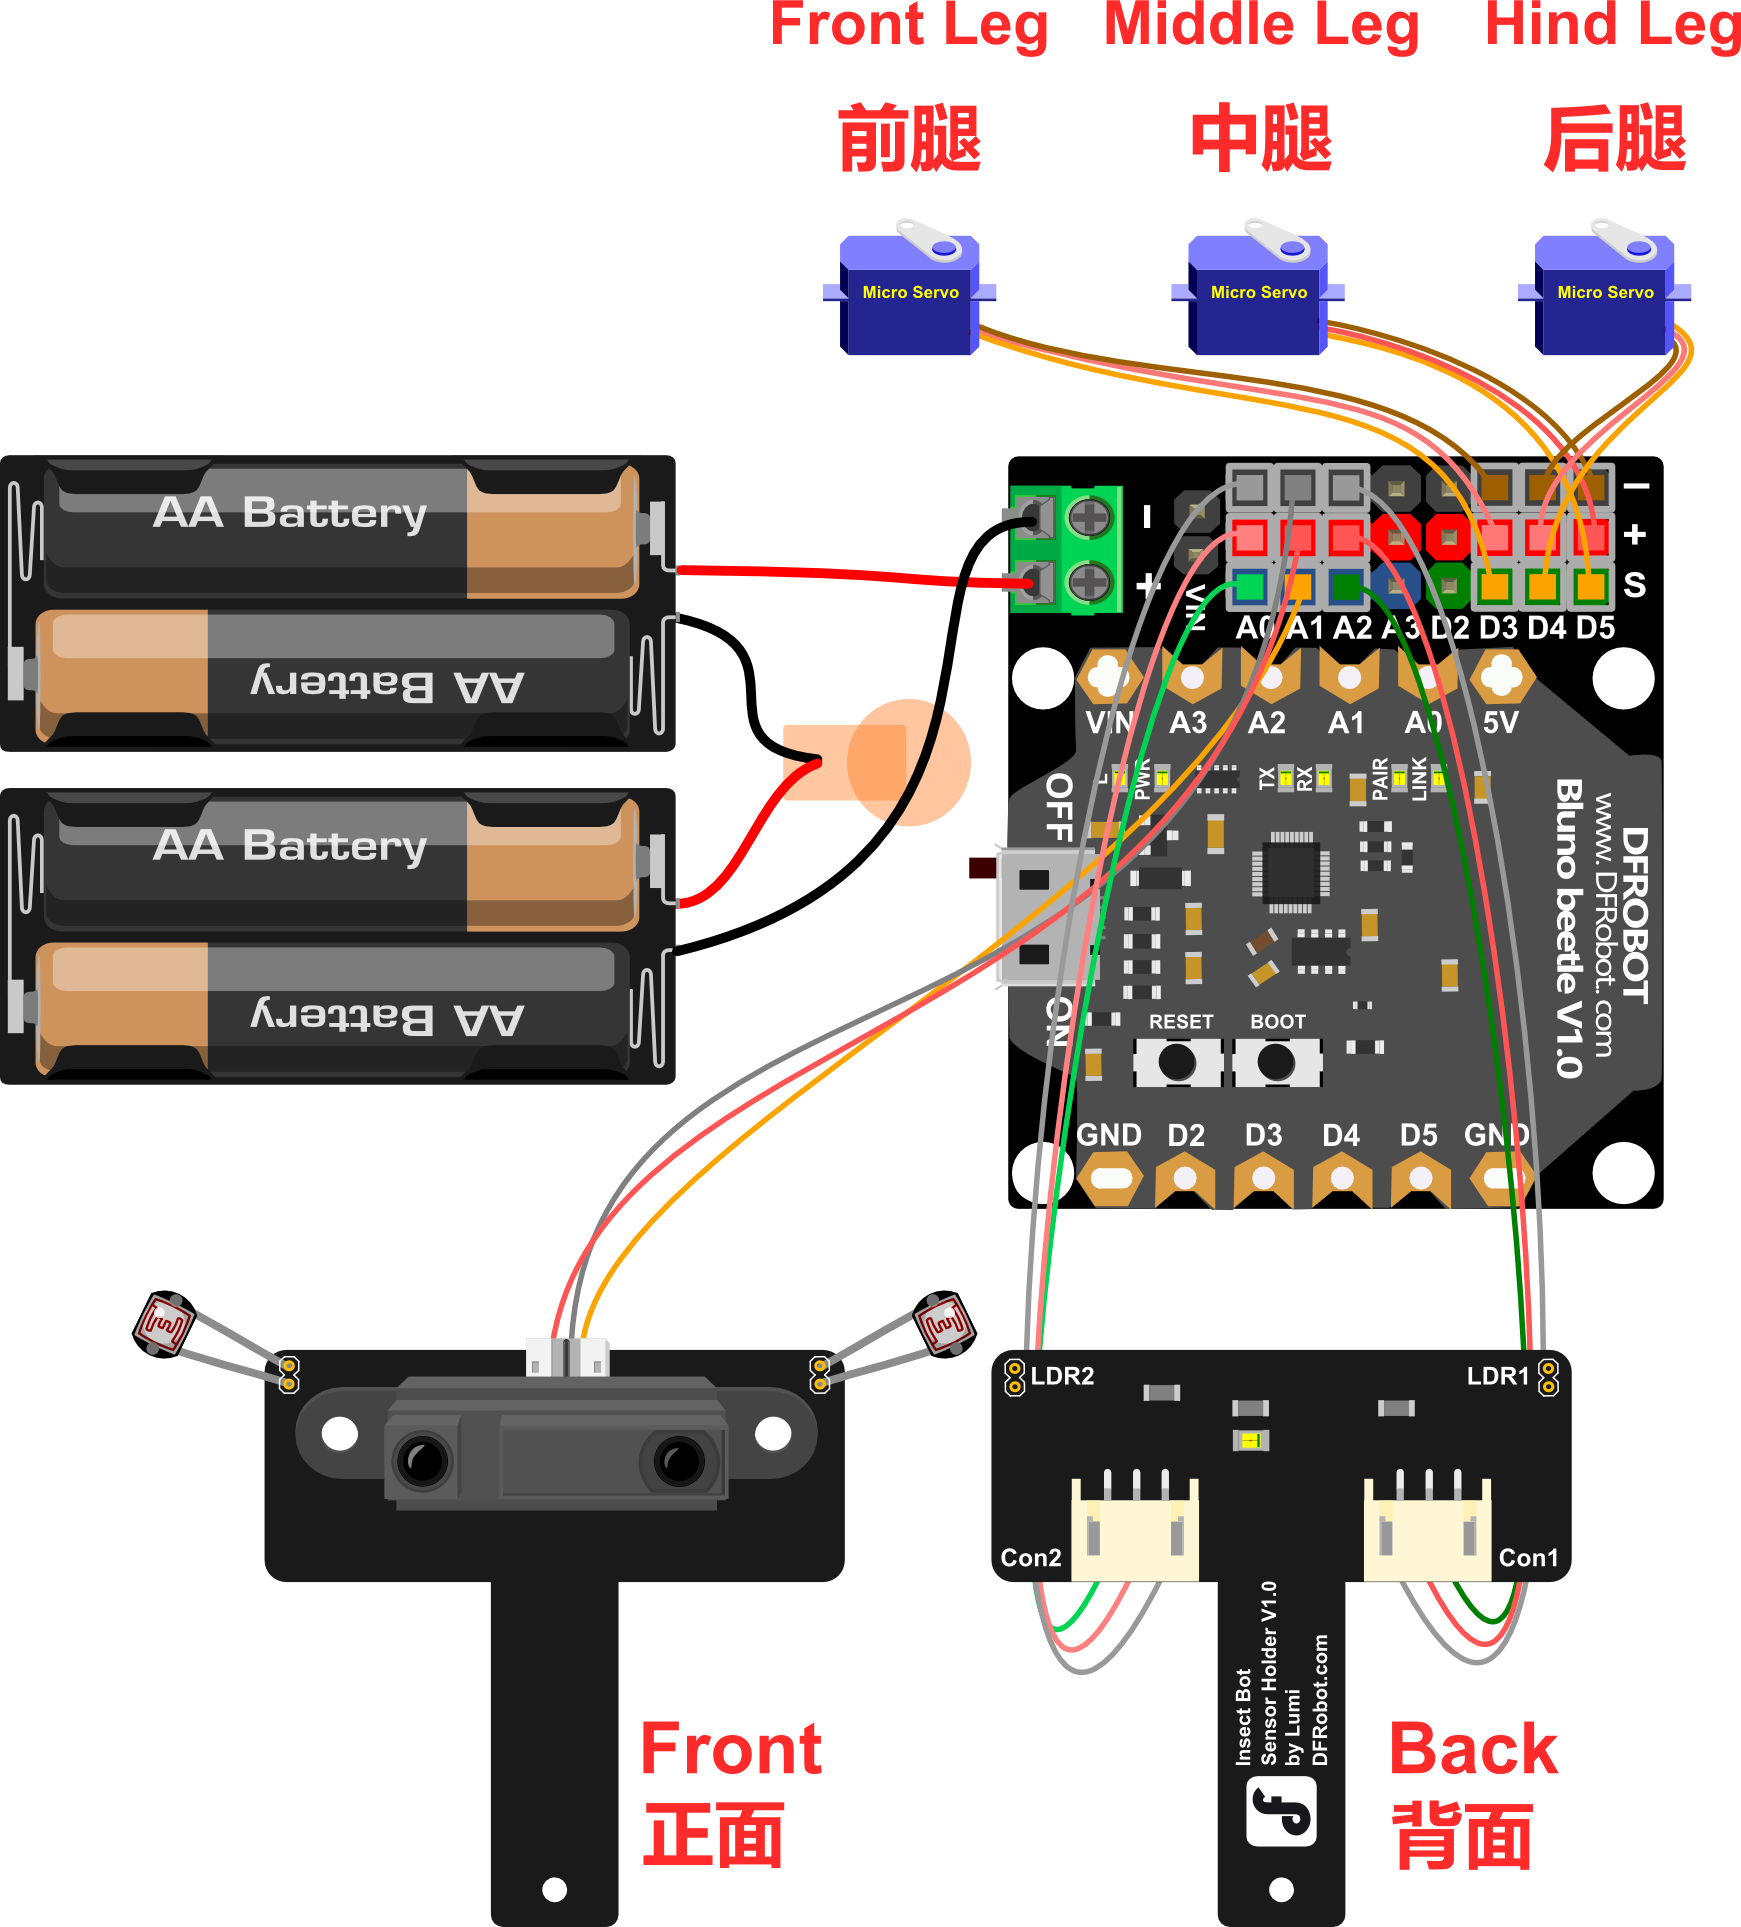 Front Leg
Middle Leg
Hind Leg
前腿
中腿
后腿
Micro Servo
Micro Servo
Micro Servo
AA Battery
AA Battery
AA Battery
AA Battery
-
+
VIN
-
+
S
A0
A1
A2
A3
D2
D3
D4
D5
VIN
A3
A2
A1
A0
5V
OFF
ON
L
PWR
TX
RX
PAIR
LINK
DFROBOT
www.DFRobot.com
Bluno beetle V1.0
RESET
BOOT
GND
D2
D3
D4
D5
GND
LDR2
LDR1
Con2
Con1
Insect Bot
Sensor Holder V1.0
by Lumi
DFRobot.com
Front
正面
Back
背面